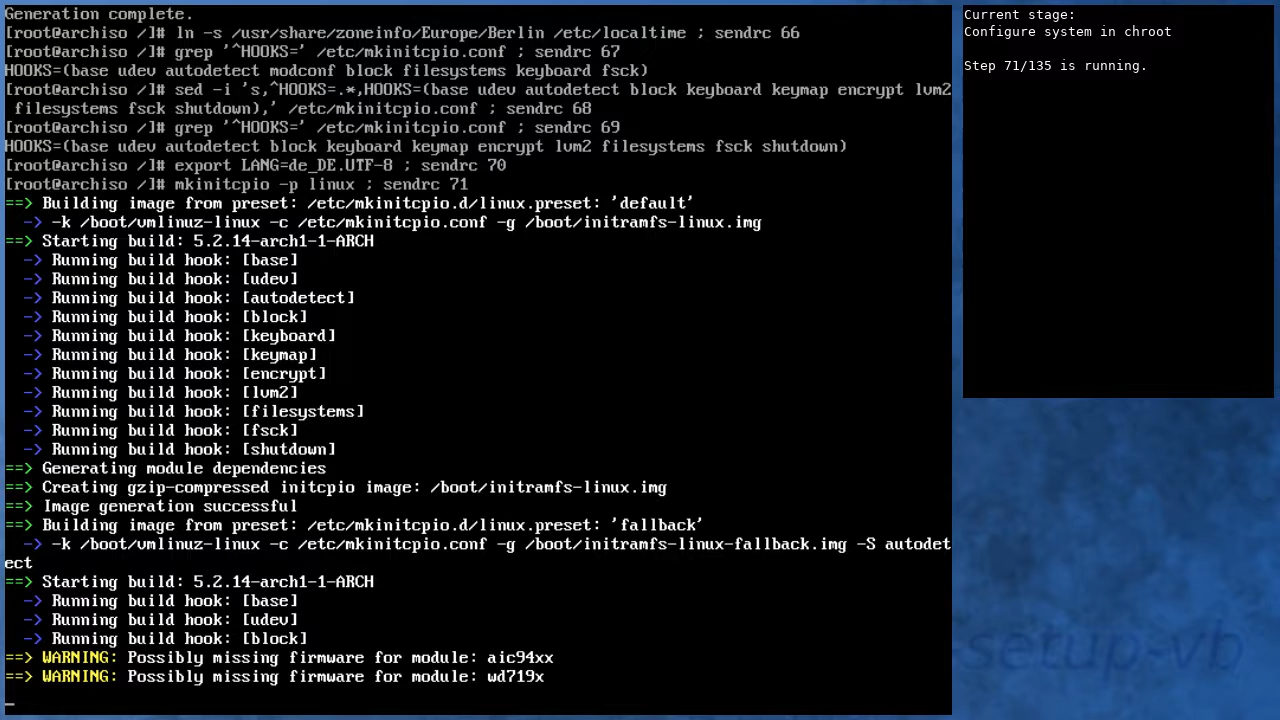 Generation complete.
[root@archiso /]# ln -s /usr/share/zoneinfo/Europe/Berlin /etc/localtime ; sendrc 66
[root@archiso /]# grep '^HOOKS=' /etc/mkinitcpio.conf ; sendrc 67
HOOKS=(base udev autodetect modconf block filesystems keyboard fsck)
[root@archiso /]# sed -i 's,^HOOKS=.*,HOOKS=(base udev autodetect block keyboard keymap encrypt lvm2
 filesystems fsck shutdown),' /etc/mkinitcpio.conf ; sendrc 68
[root@archiso /]# grep '^HOOKS=' /etc/mkinitcpio.conf ; sendrc 69
HOOKS=(base udev autodetect block keyboard keymap encrypt lvm2 filesystems fsck shutdown)
[root@archiso /]# export LANG=de_DE.UTF-8 ; sendrc 70
[root@archiso /]# mkinitcpio -p linux ; sendrc 71
==> Building image from preset: /etc/mkinitcpio.d/linux.preset: 'default'
  -> -k /boot/vmlinuz-linux -c /etc/mkinitcpio.conf -g /boot/initramfs-linux.img
==> Starting build: 5.2.14-arch1-1-ARCH
  -> Running build hook: [base]
  -> Running build hook: [udev]
  -> Running build hook: [autodetect]
  -> Running build hook: [block]
  -> Running build hook: [keyboard]
  -> Running build hook: [keymap]
  -> Running build hook: [encrypt]
  -> Running build hook: [lvm2]
  -> Running build hook: [filesystems]
  -> Running build hook: [fsck]
  -> Running build hook: [shutdown]
==> Generating module dependencies
==> Creating gzip-compressed initcpio image: /boot/initramfs-linux.img
==> Image generation successful
==> Building image from preset: /etc/mkinitcpio.d/linux.preset: 'fallback'
  -> -k /boot/vmlinuz-linux -c /etc/mkinitcpio.conf -g /boot/initramfs-linux-fallback.img -S autodet
ect
==> Starting build: 5.2.14-arch1-1-ARCH
  -> Running build hook: [base]
  -> Running build hook: [udev]
  -> Running build hook: [block]
==> WARNING: Possibly missing firmware for module: aic94xx
==> WARNING: Possibly missing firmware for module: wd719x
_
Current stage:
Configure system in chroot
Step 71/135 is running.
setup-vb